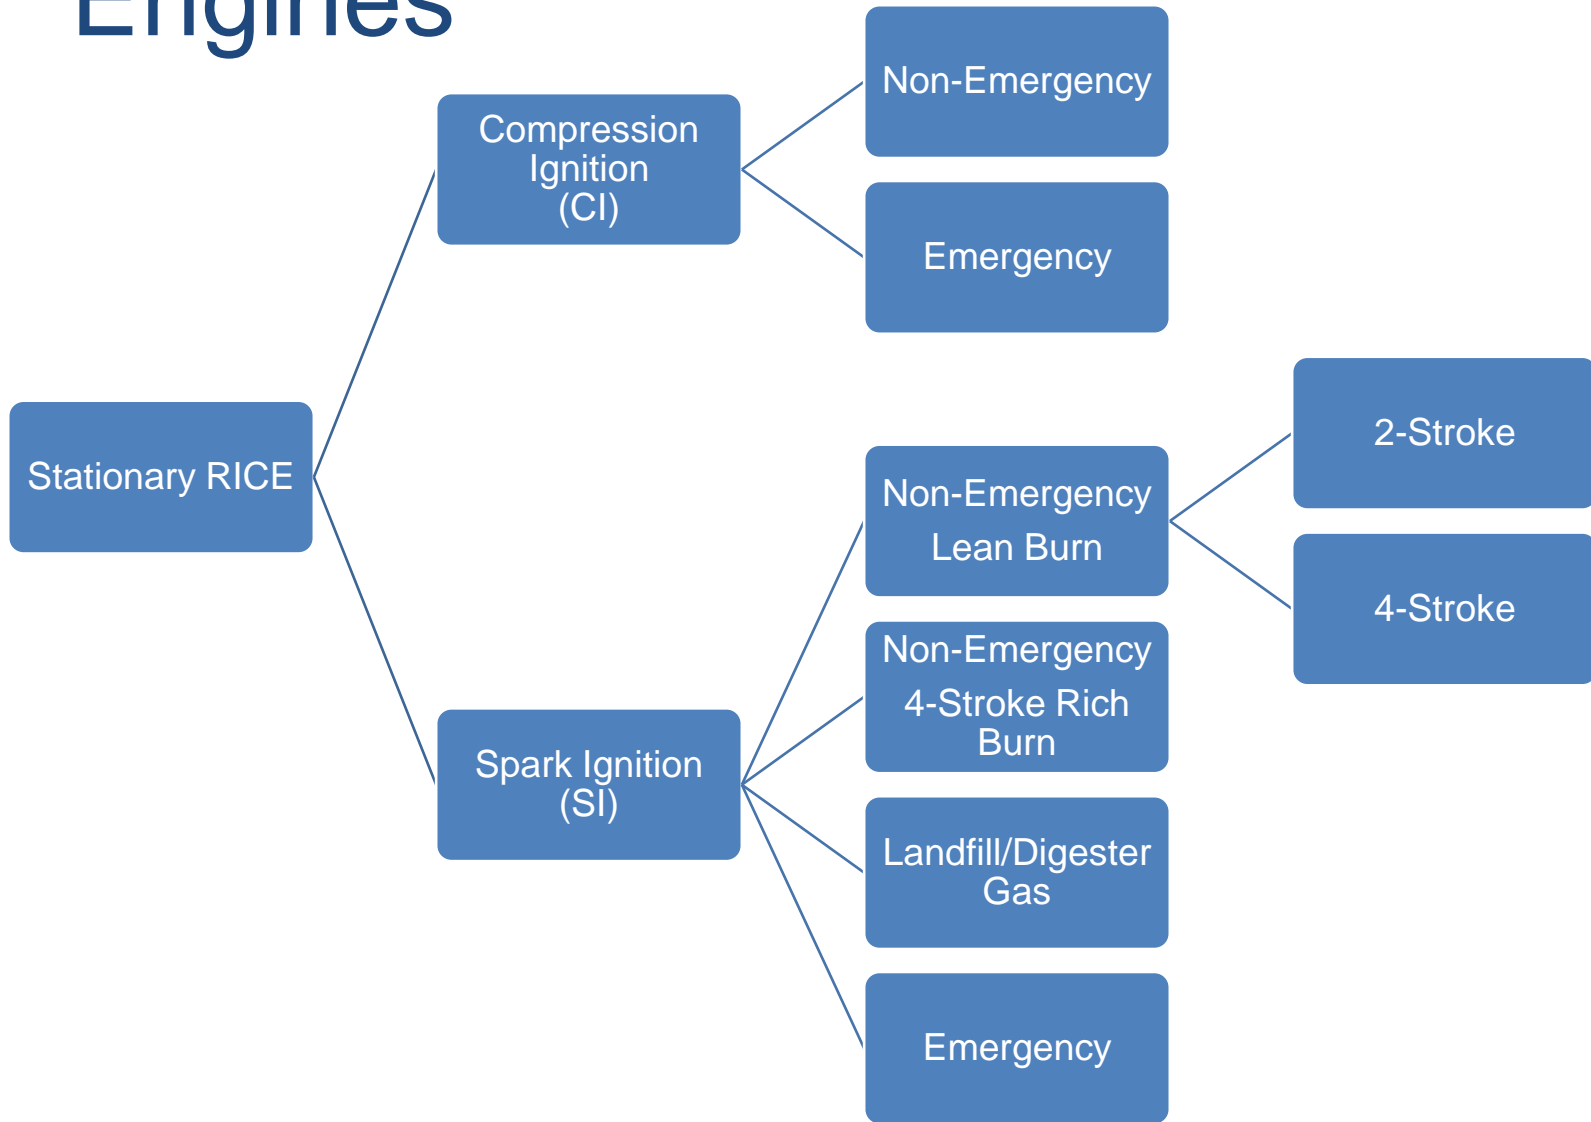 Engines
Non-Emergency
Compression
Ignition
(CI)
Emergency
2-Stroke
Stationary RICE
Non-Emergency
Lean Burn
4-Stroke
Non-Emergency
4-Stroke Rich
Burn
Spark Ignition
(SI)
Landfill/Digester
Gas
Emergency